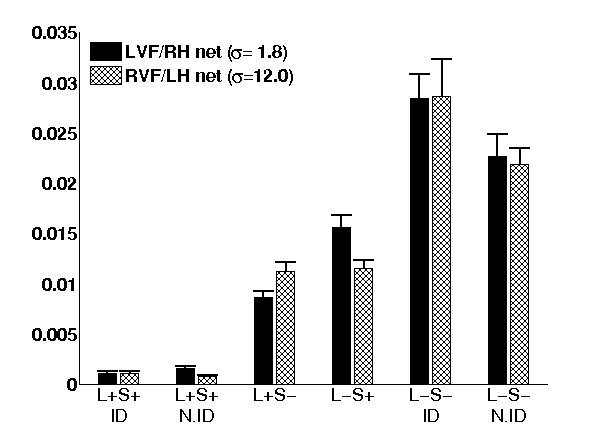 0.035
LVF/RH net (σ= 1.8)
0.03
RVF/LH net (σ=12.0)
0.025
0.02
0.015
0.01
0.005
0
L+S+ L+S+ L+S− L−S+ L−S− L−S−
ID N.ID ID N.ID